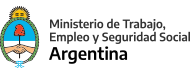 Ministerio de Trabajo,
Empleo y Seguridad Social
Argentina